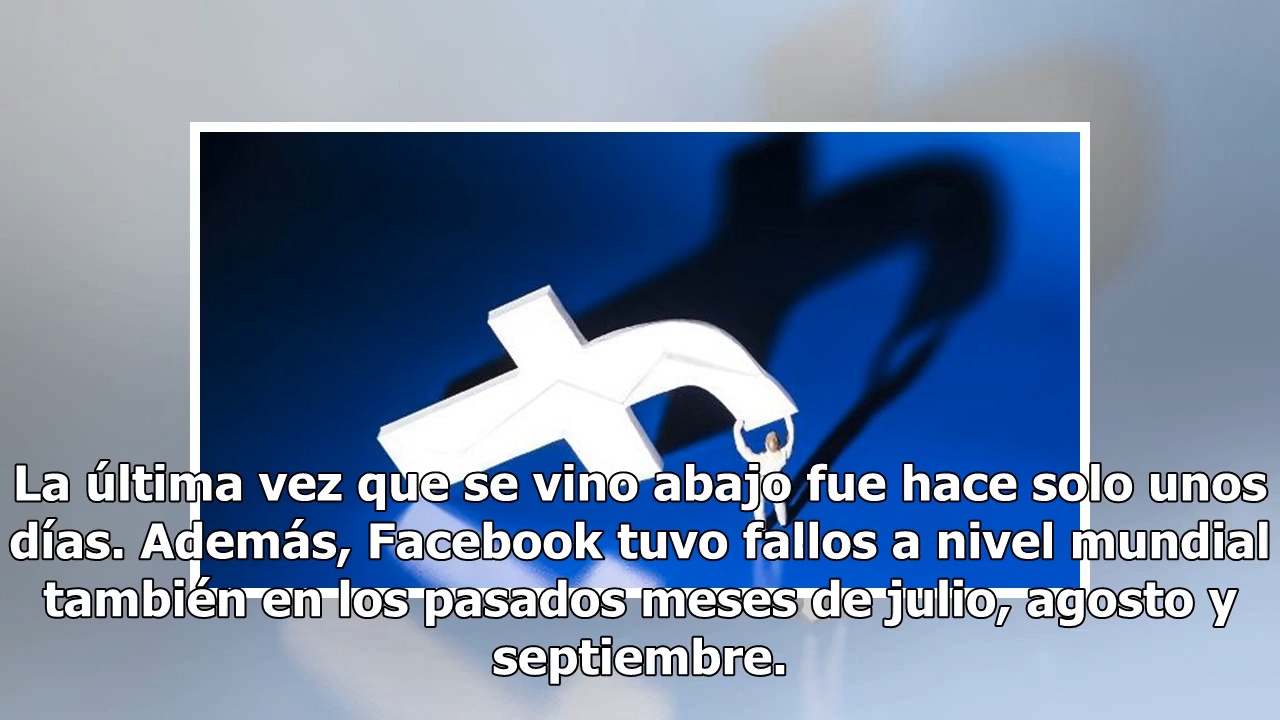 La última vez que se vino abajo fue hace solo unos
días. Además, Facebook tuvo fallos a nivel mundial
también en los pasados meses de julio, agosto y
septiembre.